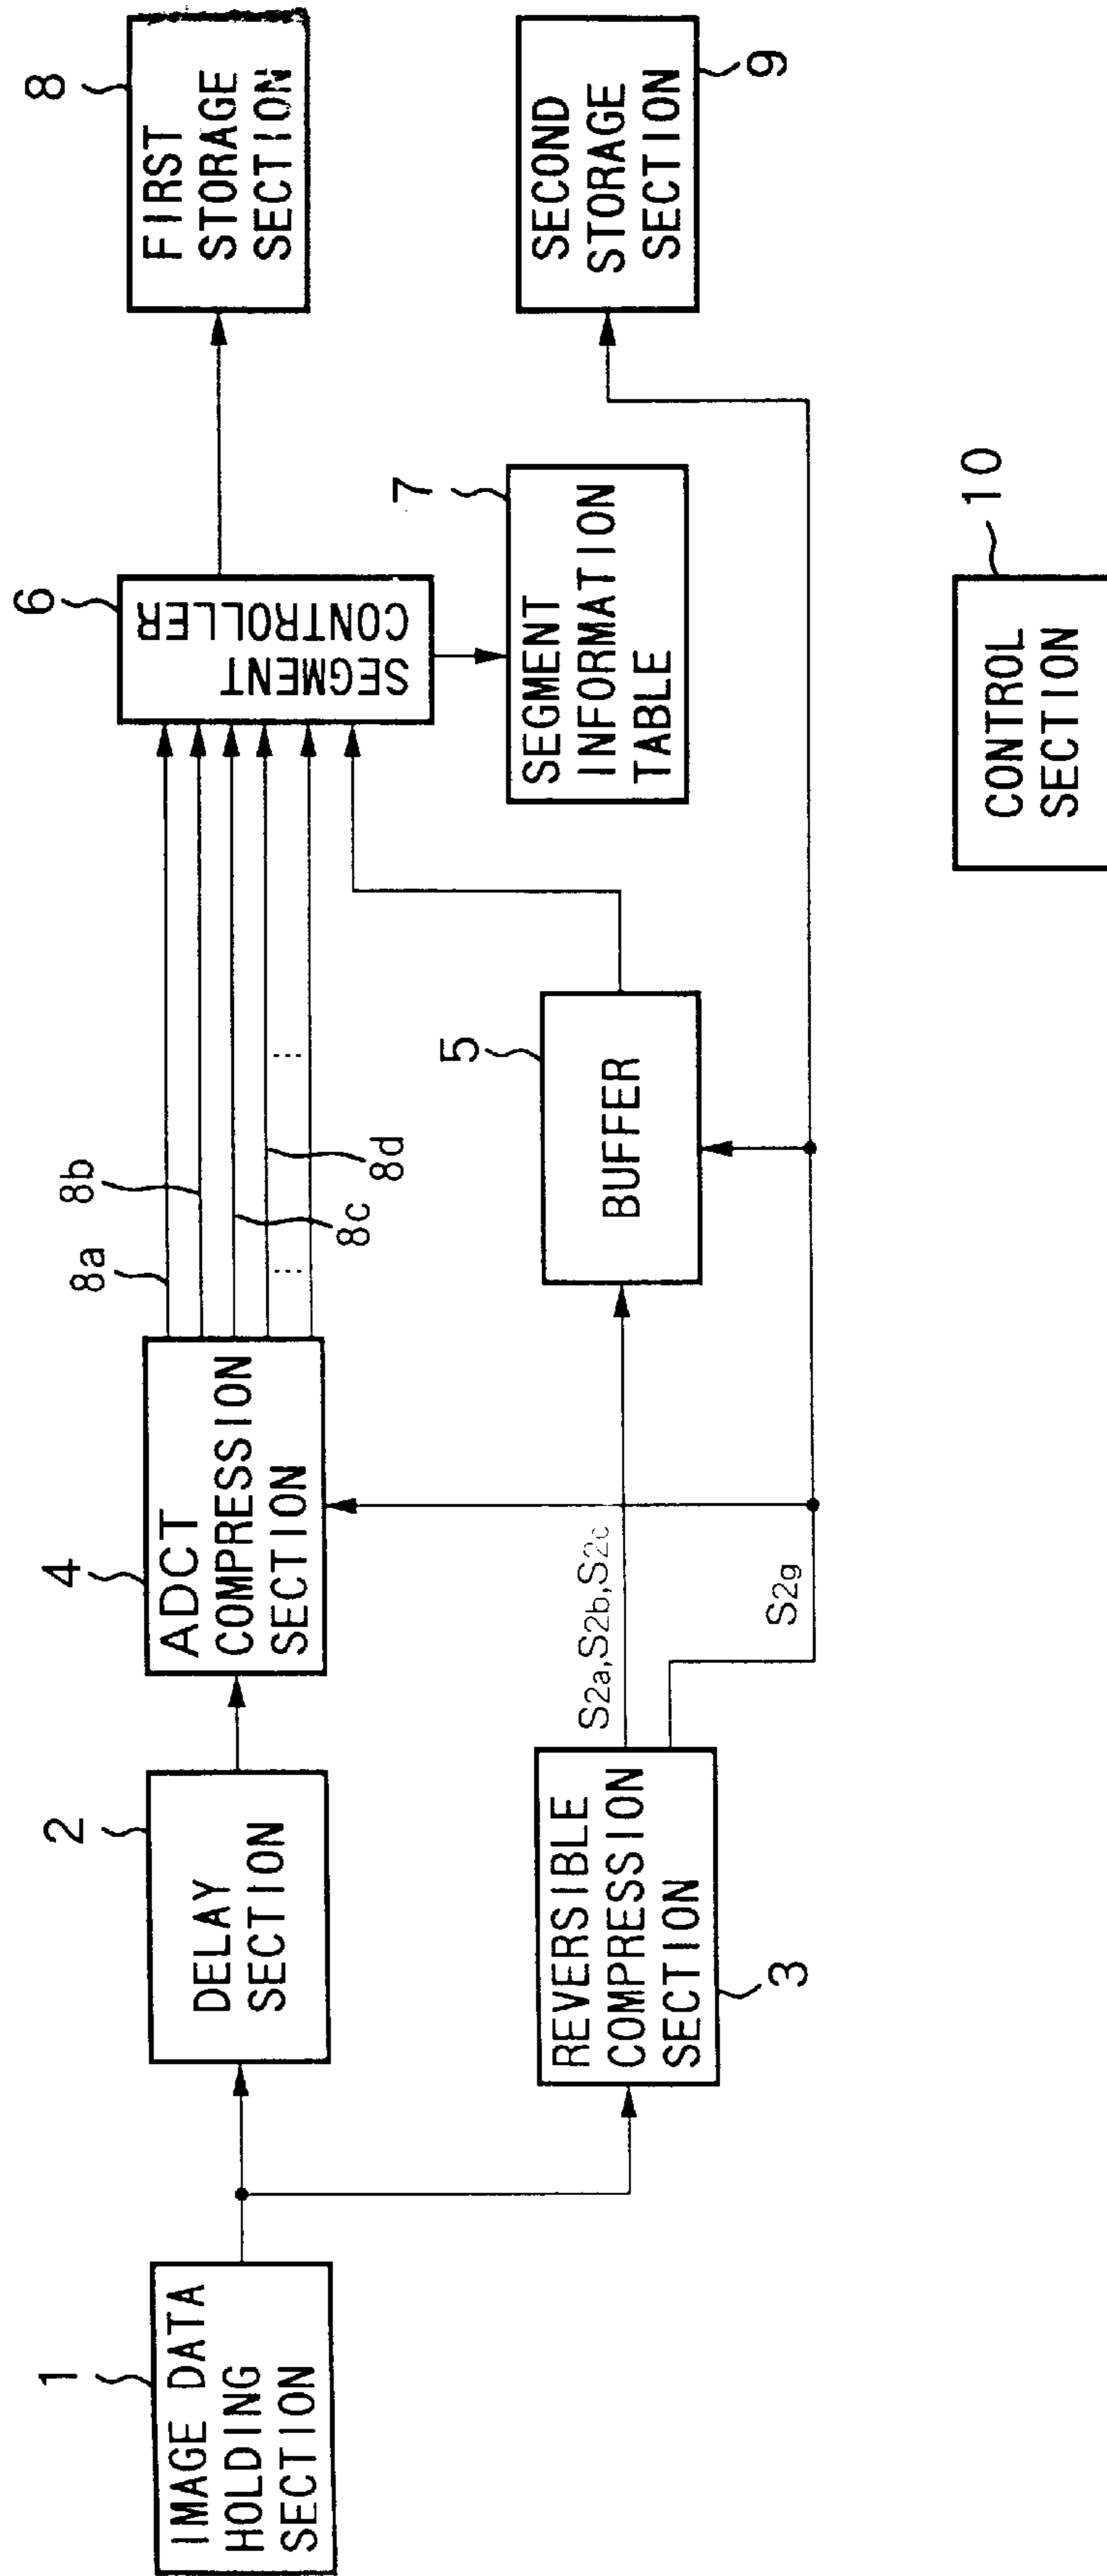 1
IMAGE DATA
HOLDING
SECTION
2
DELAY
SECTION
REVERSIBLE
COMPRESSION
SECTION
3
4
ADCT
COMPRESSION
SECTION
S2a,S2b,S2c
S2g
8a
8b
8c
8d
5
BUFFER
6
SEGMENT
CONTROLLER
7
SEGMENT
INFORMATION
TABLE
8
FIRST
STORAGE
SECTION
SECOND
STORAGE
SECTION
9
10
CONTROL
SECTION